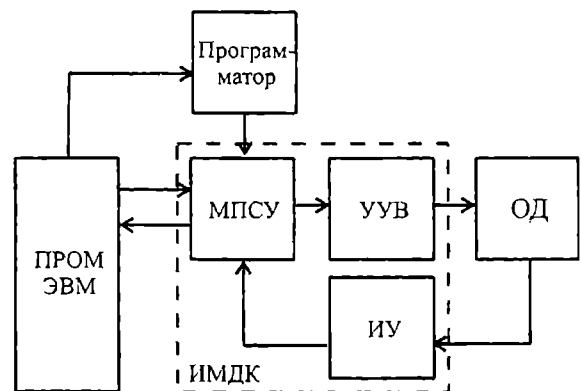 Програм-
матор
МПСУ
УУВ
ОД
ПРОМ
ЭВМ
ИУ
ИМДК